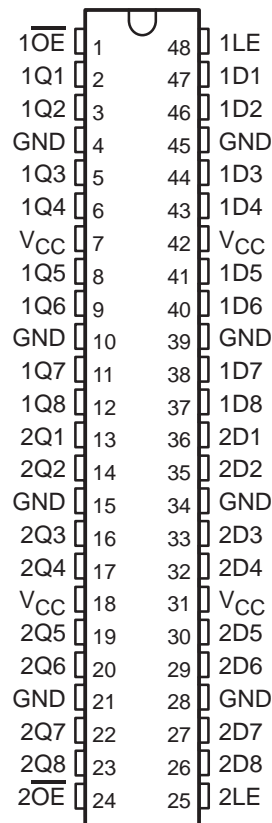 1O̅E̅ 1 48 1LE
1Q1 2 47 1D1
1Q2 3 46 1D2
GND 4 45 GND
1Q3 5 44 1D3
1Q4 6 43 1D4
VCC 7 42 VCC
1Q5 8 41 1D5
1Q6 9 40 1D6
GND 10 39 GND
1Q7 11 38 1D7
1Q8 12 37 1D8
2Q1 13 36 2D1
2Q2 14 35 2D2
GND 15 34 GND
2Q3 16 33 2D3
2Q4 17 32 2D4
VCC 18 31 VCC
2Q5 19 30 2D5
2Q6 20 29 2D6
GND 21 28 GND
2Q7 22 27 2D7
2Q8 23 26 2D8
2O̅E̅ 24 25 2LE